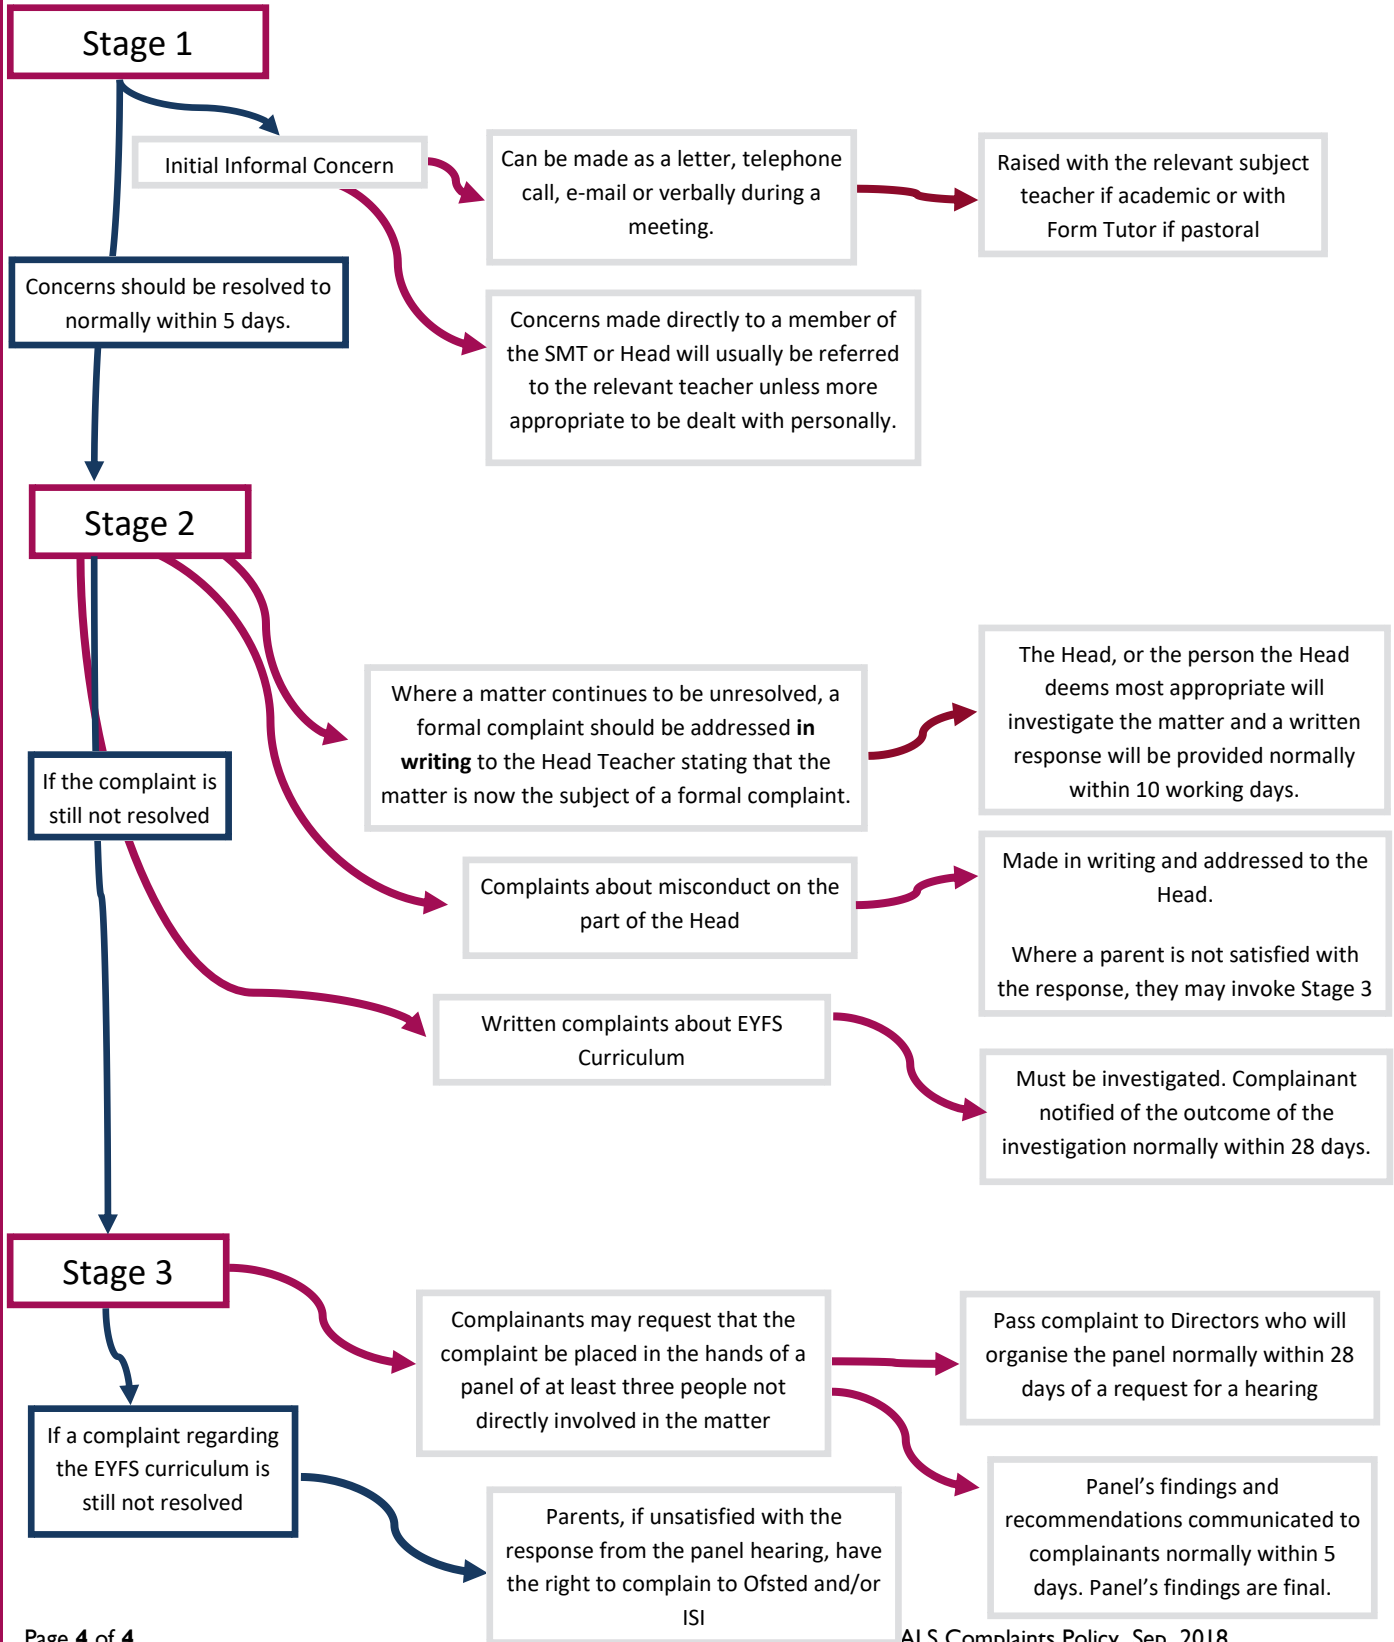 Stage 1
Initial Informal Concern
Can be made as a letter, telephone
call, e-mail or verbally during a
meeting.
Raised with the relevant subject
teacher if academic or with
Form Tutor if pastoral
Concerns should be resolved to
normally within 5 days.
Concerns made directly to a member of
the SMT or Head will usually be referred
to the relevant teacher unless more
appropriate to be dealt with personally.
Stage 2
Where a matter continues to be unresolved, a
formal complaint should be addressed in
writing to the Head Teacher stating that the
matter is now the subject of a formal complaint.
The Head, or the person the Head
deems most appropriate will
investigate the matter and a written
response will be provided normally
within 10 working days.
If the complaint is
still not resolved
Complaints about misconduct on the
part of the Head
Made in writing and addressed to the
Head.
Where a parent is not satisfied with
the response, they may invoke Stage 3
Written complaints about EYFS
Curriculum
Must be investigated. Complainant
notified of the outcome of the
investigation normally within 28 days.
Stage 3
Complainants may request that the
complaint be placed in the hands of a
panel of at least three people not
directly involved in the matter
Pass complaint to Directors who will
organise the panel normally within 28
days of a request for a hearing
If a complaint regarding
the EYFS curriculum is
still not resolved
Panel’s findings and
recommendations communicated to
complainants normally within 5
days. Panel’s findings are final.
Parents, if unsatisfied with the
response from the panel hearing, have
the right to complain to Ofsted and/or
ISI
Page 4 of 4
ALS Complaints Policy, Sep. 2018